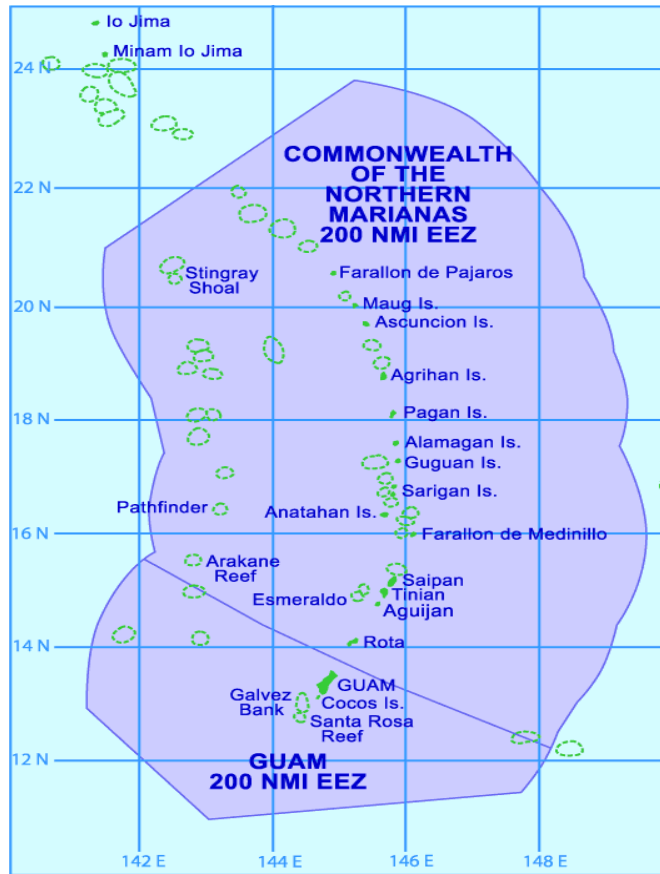 Io Jima
Minam Io Jima
24 N
COMMONWEALTH
OF THE
NORTHERN
MARIANAS
200 NMI EEZ
22 N
Stingray
Shoal
Farallon de Pajaros
20 N
Maug Is.
Ascuncion Is.
Agrihan Is.
18 N
Pagan Is.
Alamagan Is.
Guguan Is.
Sarigan Is.
Pathfinder
Anatahan Is.
16 N
Farallon de Medinillo
Arakane
Reef
Saipan
Esmeraldo
Tinian
Aguijan
14 N
Rota
GUAM
Galvez
Bank
Cocos Is.
Santa Rosa
Reef
12 N
GUAM
200 NMI EEZ
142 E
144 E
146 E
148 E